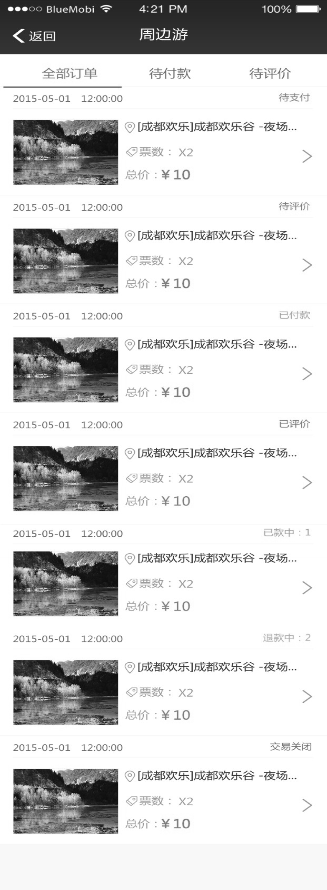 BlueMobi 4:21 PM 100%
返回 周边游
全部订单 待付款 待评价
2015-05-01 12:00:00 待支付
[成都欢乐]成都欢乐谷 -夜场...
票数： X2
总价：¥ 10
2015-05-01 12:00:00 待评价
[成都欢乐]成都欢乐谷 -夜场...
票数： X2
总价：¥ 10
2015-05-01 12:00:00 已付款
[成都欢乐]成都欢乐谷 -夜场...
票数： X2
总价：¥ 10
2015-05-01 12:00:00 已评价
[成都欢乐]成都欢乐谷 -夜场...
票数： X2
总价：¥ 10
2015-05-01 12:00:00 已款中：1
[成都欢乐]成都欢乐谷 -夜场...
票数： X2
总价：¥ 10
2015-05-01 12:00:00 退款中：2
[成都欢乐]成都欢乐谷 -夜场...
票数： X2
总价：¥ 10
2015-05-01 12:00:00 交易关闭
[成都欢乐]成都欢乐谷 -夜场...
票数： X2
总价：¥ 10